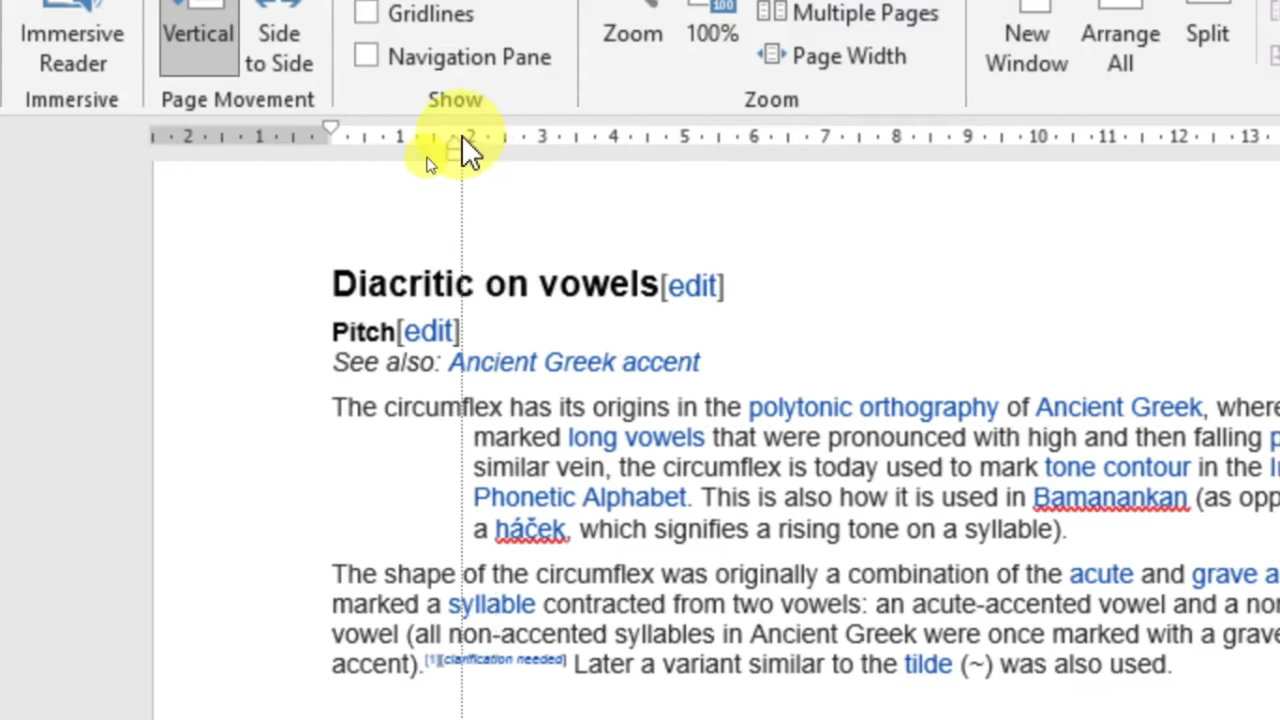 Immersive Reader
Vertical
Side to Side
Gridlines
Navigation Pane
Zoom
100
100%
Multiple Pages
Page Width
New Window
Arrange All
Split
Immersive
Page Movement
Show
Zoom
2 1 1 2 3 4 5 6 7 8 9 10 11 12 13
Diacritic on vowels[edit]
Pitch[edit]
See also: Ancient Greek accent
The circumflex has its origins in the polytonic orthography of Ancient Greek, where
marked long vowels that were pronounced with high and then falling
similar vein, the circumflex is today used to mark tone contour in the
Phonetic Alphabet. This is also how it is used in Bamanankan (as opp
a háček, which signifies a rising tone on a syllable).
The shape of the circumflex was originally a combination of the acute and grave a
marked a syllable contracted from two vowels: an acute-accented vowel and a non
vowel (all non-accented syllables in Ancient Greek were once marked with a grave
accent).[1][clarification needed] Later a variant similar to the tilde (~) was also used.